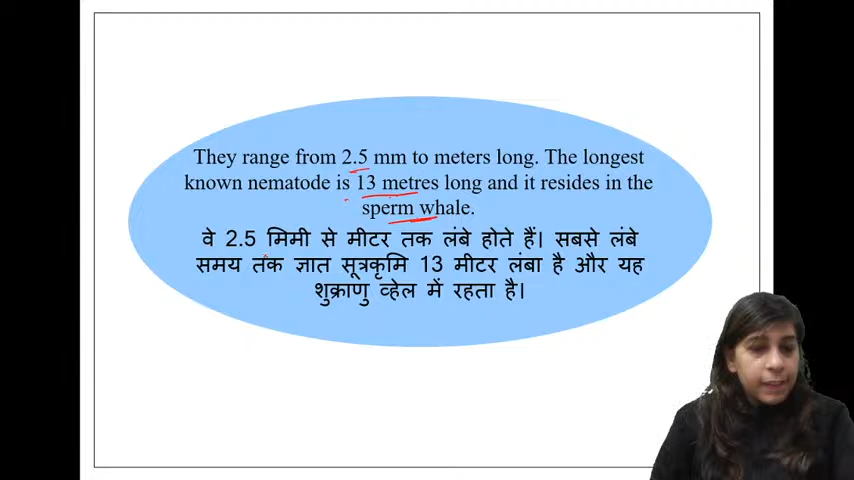 They range from 2.5 mm to meters long. The longest
known nematode is 13 metres long and it resides in the
sperm whale.
वे 2.5 मिमी से मीटर तक लंबे होते हैं। सबसे लंबे
समय तक ज्ञात सूत्रकृमि 13 मीटर लंबा है और यह
शुक्राणु व्हेल में रहता है।